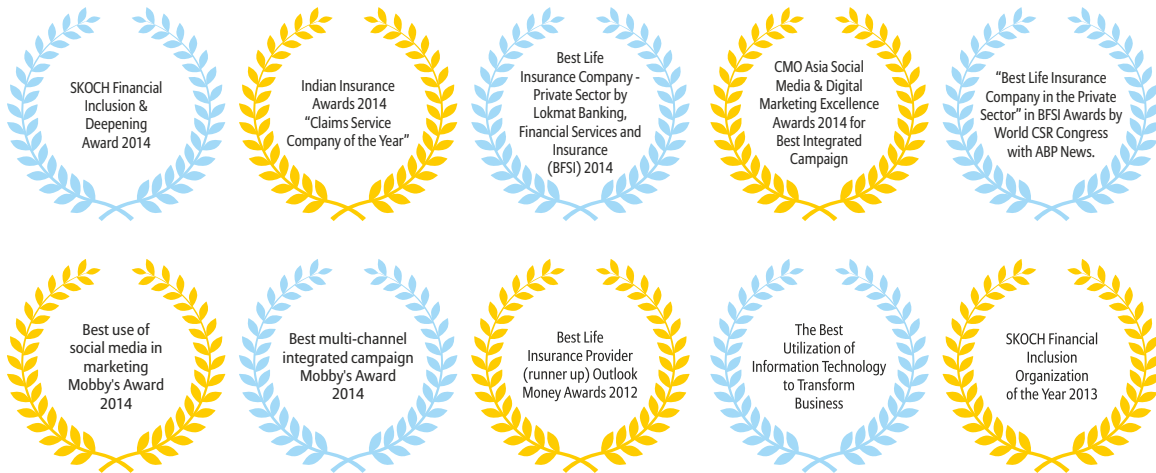 SKOCH Financial
Inclusion &
Deepening
Award 2014
Indian Insurance
Awards 2014
“Claims Service
Company of the Year”
Best Life
Insurance Company -
Private Sector by
Lokmat Banking,
Financial Services and
Insurance
(BFSI) 2014
CMO Asia Social
Media & Digital
Marketing Excellence
Awards 2014 for
Best Integrated
Campaign
“Best Life Insurance
Company in the Private
Sector” in BFSI Awards by
World CSR Congress
with ABP News.
Best use of
social media in
marketing
Mobby's Award
2014
Best multi-channel
integrated campaign
Mobby's Award
2014
Best Life
Insurance Provider
(runner up) Outlook
Money Awards 2012
The Best
Utilization of
Information Technology
to Transform
Business
SKOCH Financial
Inclusion
Organization
of the Year 2013